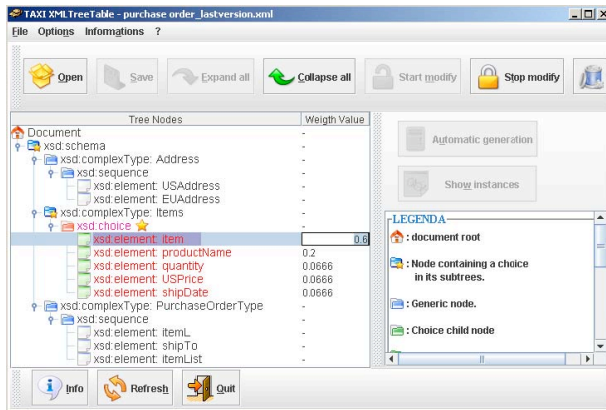 TAXI XMLTreeTable - purchase order_lastversion.xml
File Options Informations ?
Open Save Expand all Collapse all Start modify Stop modify
Tree Nodes Weigth Value
Document -
xsd:schema -
xsd:complexType: Address -
xsd:sequence -
xsd:element: USAddress -
xsd:element: EUAddress -
xsd:complexType: Items -
xsd:choice -
xsd:element: item 0.6
xsd:element: productName 0.2
xsd:element: quantity 0.0666
xsd:element: USPrice 0.0666
xsd:element: shipDate 0.0666
xsd:complexType: PurchaseOrderType -
xsd:sequence -
xsd:element: itemL -
xsd:element: shipTo -
xsd:element: itemList -
Automatic generation
Show instances
LEGENDA
: document root
: Node containing a choice
in its subtrees.
: Generic node.
: Choice child node
Info Refresh Quit